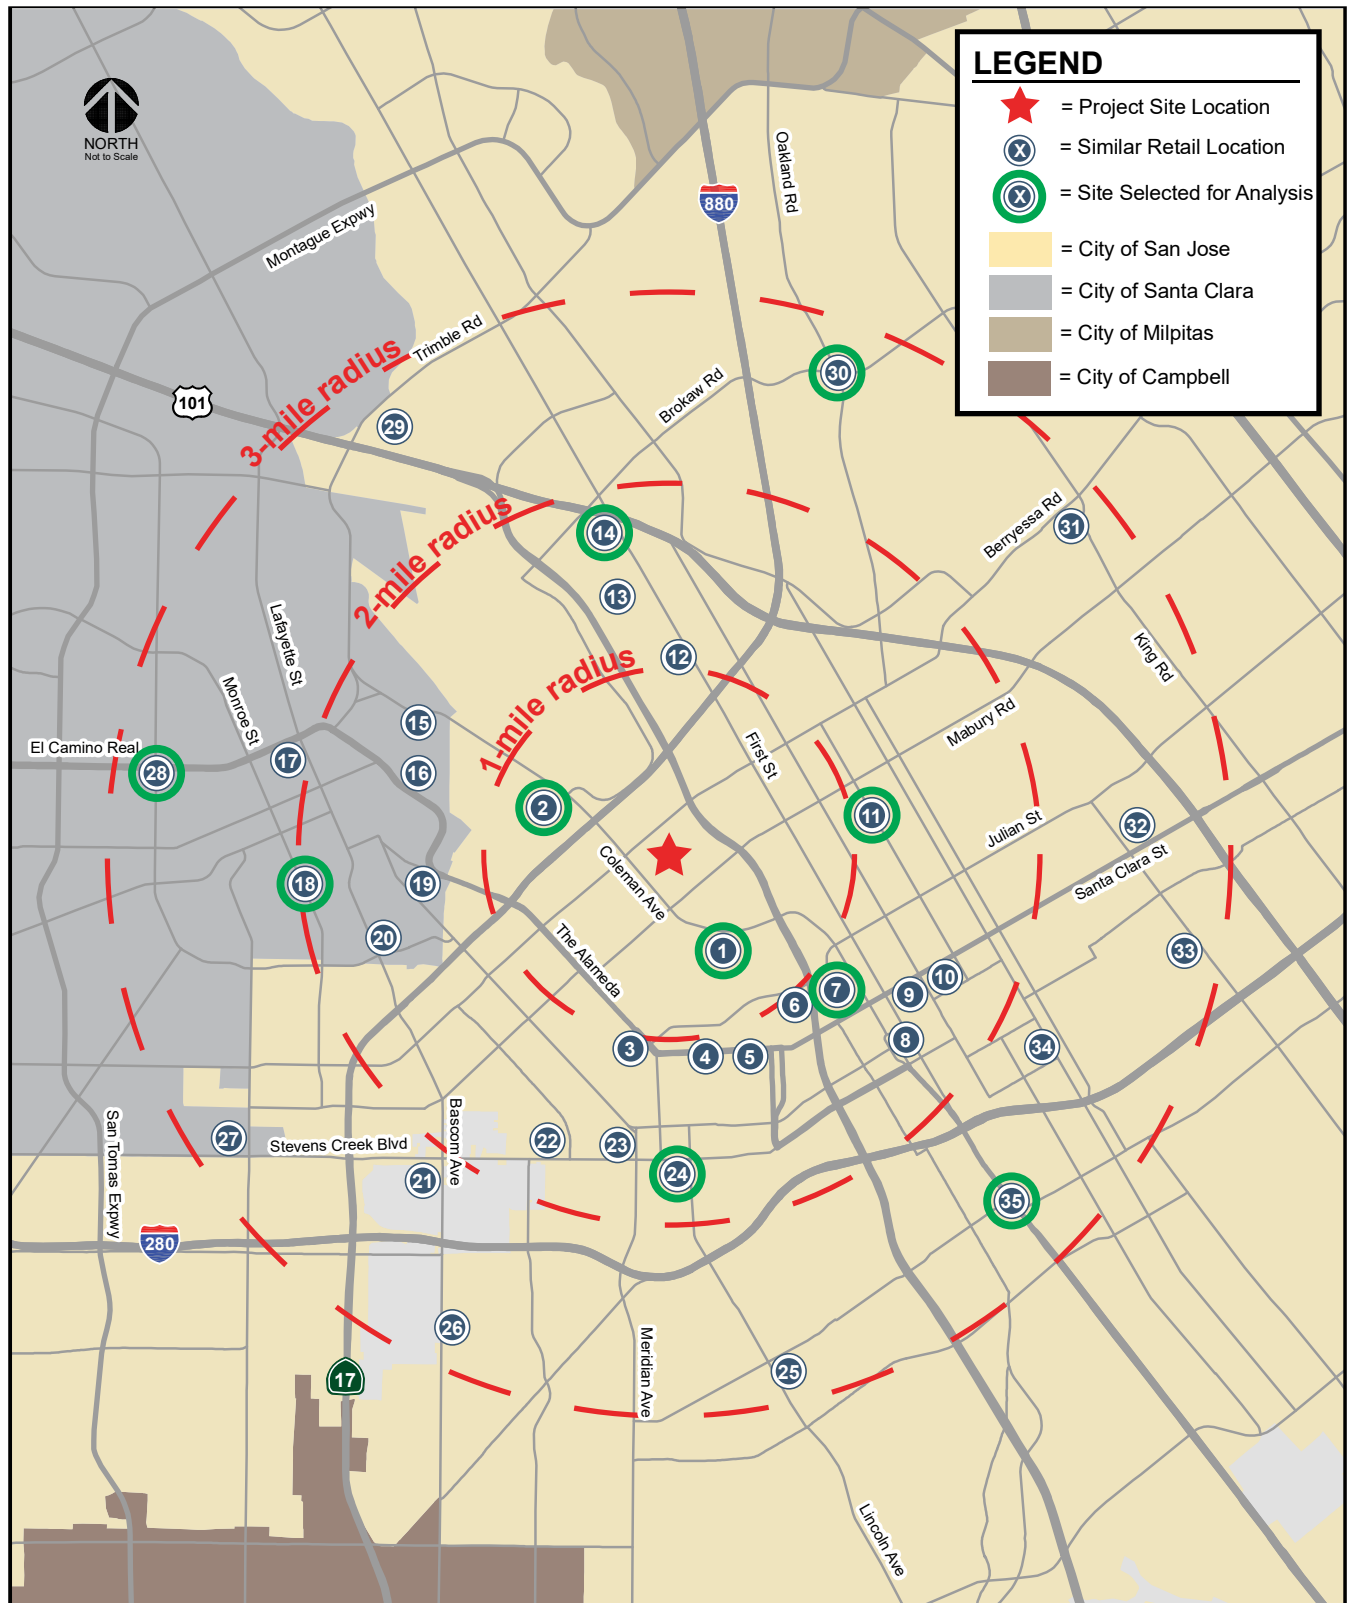 LEGEND
= Project Site Location
X = Similar Retail Location
X = Site Selected for Analysis
= City of San Jose
= City of Santa Clara
= City of Milpitas
= City of Campbell
NORTH
Not to Scale
Oakland Rd
880
Montague Expwy
Trimble Rd
3-mile radius
30
Brokaw Rd
101
29
2-mile radius
14
Berryessa Rd
31
13
Lafayette St
12
King Rd
1-mile radius
Monroe St
15
Mabury Rd
El Camino Real
28
17
16
First St
2
11
Julian St
32
Coleman Ave
Santa Clara St
18
19
20
The Alameda
1
33
6
7
9
10
3
4
5
8
34
San Tomas Expwy
27
Stevens Creek Blvd
Bascom Ave
22
23
21
24
35
280
26
17
Meridian Ave
25
Lincoln Ave